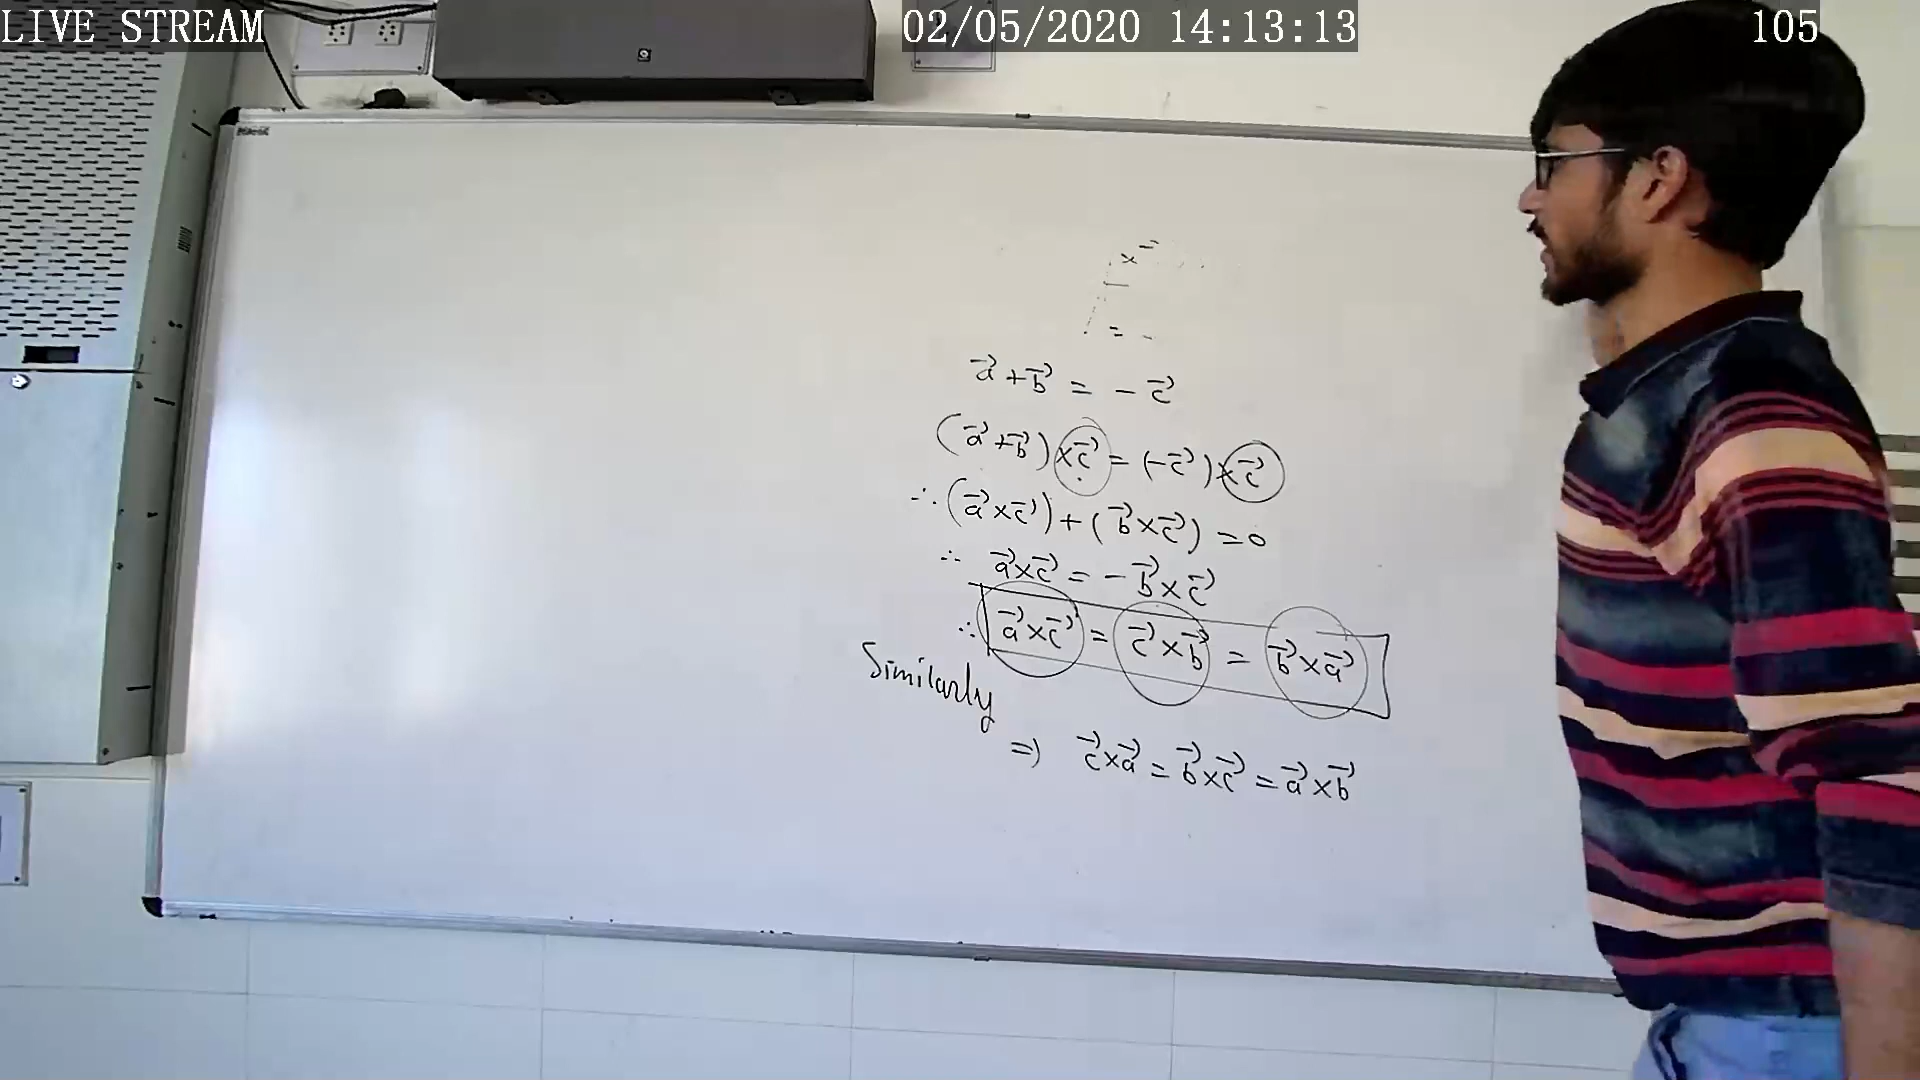 LIVE STREAM 02/05/2020 14:13:13 105
a⃗ + b⃗ = - c⃗
(a⃗ + b⃗) × c⃗ = (-c⃗) × c⃗
∴ (a⃗ × c⃗) + (b⃗ × c⃗) = 0
∴ a⃗ × c⃗ = - b⃗ × c⃗
∴ a⃗ × c⃗ = c⃗ × b⃗ = b⃗ × a⃗
Similarly
⇒ c⃗ × a⃗ = b⃗ × c⃗ = a⃗ × b⃗